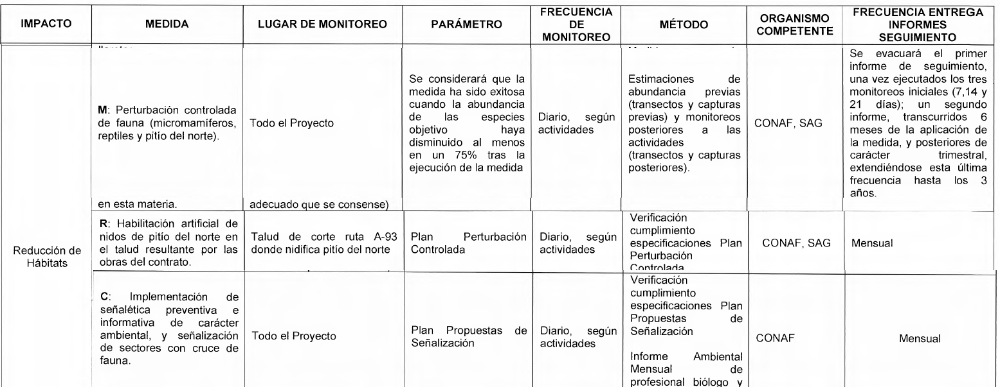 IMPACTO
MEDIDA
LUGAR DE MONITOREO
PARÁMETRO
FRECUENCIA
DE
MONITOREO
MÉTODO
ORGANISMO
COMPETENTE
FRECUENCIA ENTREGA
INFORMES
SEGUIMIENTO
Reducción de
Hábitats
M: Perturbación controlada
de fauna (micromamíferos,
reptiles y pitío del norte).
en esta materia.
Todo el Proyecto
adecuado que se consense)
Se considerará que la
medida ha sido exitosa
cuando la abundancia
de las especies
objetivo haya
disminuido al menos
en un 75% tras la
ejecución de la medida
Diario, según
actividades
Estimaciones de
abundancia previas
(transectos y capturas
previas) y monitoreos
posteriores a las
actividades
(transectos y capturas
posteriores).
CONAF, SAG
Se evacuará el primer
informe de seguimiento,
una vez ejecutados los tres
monitoreos iniciales (7,14 y
21 días); un segundo
informe, transcurridos 6
meses de la aplicación de
la medida, y posteriores de
carácter trimestral,
extendiéndose esta última
frecuencia hasta los 3
años.
R: Habilitación artificial de
nidos de pitío del norte en
el talud resultante por las
obras del contrato.
Talud de corte ruta A-93
donde nidifica pitío del norte
Plan Perturbación
Controlada
Diario, según
actividades
Verificación
cumplimiento
especificaciones Plan
Perturbación
Controlada
CONAF, SAG
Mensual
C: Implementación de
señalética preventiva e
informativa de carácter
ambiental, y señalización
de sectores con cruce de
fauna.
Todo el Proyecto
Plan Propuestas de
Señalización
Diario, según
actividades
Verificación
cumplimiento
especificaciones Plan
Propuestas de
Señalización
Informe Ambiental
Mensual de
profesional biólogo y
CONAF
Mensual